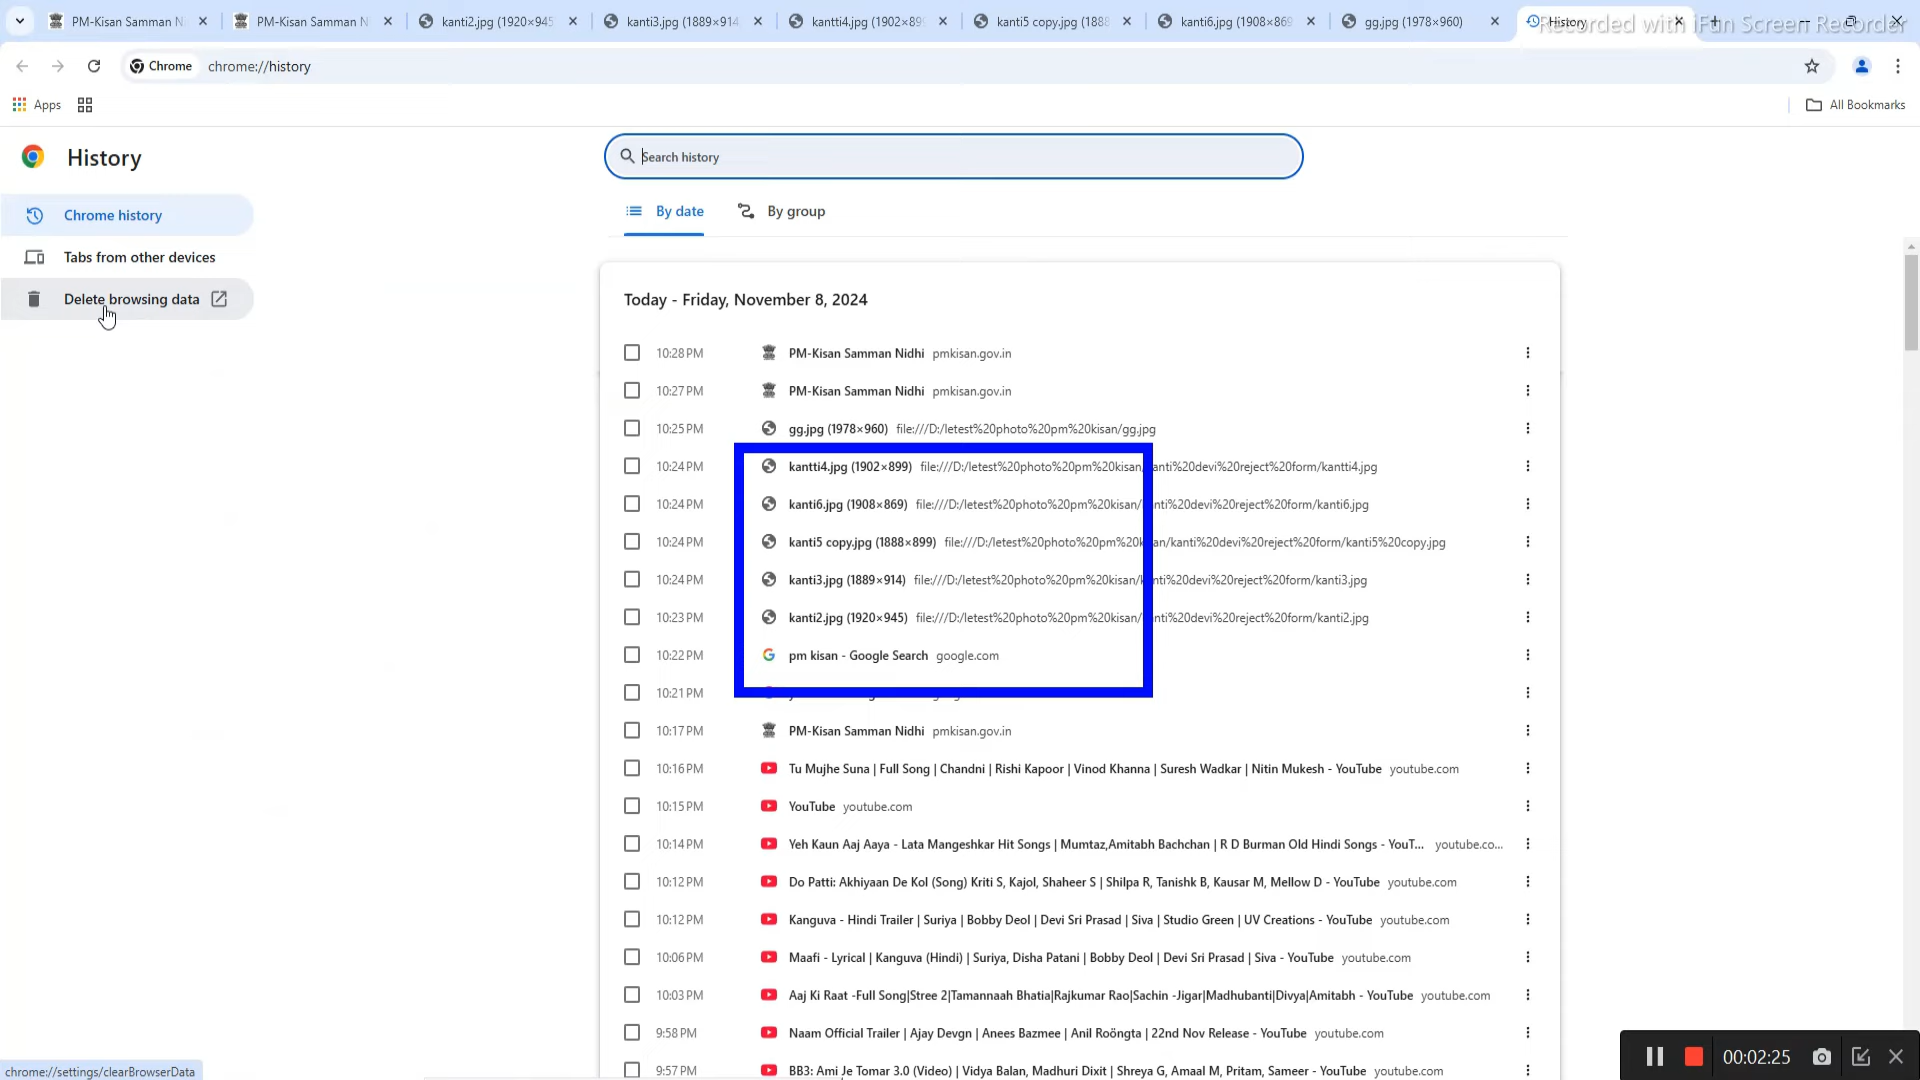 PM-Kisan Samman Ni
PM-Kisan Samman Ni
kanti2.jpg (1920×945
kanti3.jpg (1889×914
kantti4.jpg (1902×89
kanti5 copy.jpg (188
kanti6.jpg (1908×869
gg.jpg (1978×960)
History
Recorded with iFun Screen Recorder
Chrome
chrome://history
Apps
All Bookmarks
History
Search history
Chrome history
Tabs from other devices
Delete browsing data
By date
By group
Today - Friday, November 8, 2024
10:28 PM PM-Kisan Samman Nidhi pmkisan.gov.in
10:27 PM PM-Kisan Samman Nidhi pmkisan.gov.in
10:25 PM gg.jpg (1978×960) file:///D:/letest%20photo%20pm%20kisan/gg.jpg
10:24 PM kantti4.jpg (1902×899) file:///D:/letest%20photo%20pm%20kisan/ anti%20devi%20reject%20form/kantti4.jpg
10:24 PM kanti6.jpg (1908×869) file:///D:/letest%20photo%20pm%20kisan/ nti%20devi%20reject%20form/kanti6.jpg
10:24 PM kanti5 copy.jpg (1888×899) file:///D:/letest%20photo%20pm%20k an/kanti%20devi%20reject%20form/kanti5%20copy.jpg
10:24 PM kanti3.jpg (1889×914) file:///D:/letest%20photo%20pm%20kisan/ nti%20devi%20reject%20form/kanti3.jpg
10:23 PM kanti2.jpg (1920×945) file:///D:/letest%20photo%20pm%20kisan/ anti%20devi%20reject%20form/kanti2.jpg
10:22 PM pm kisan - Google Search google.com
10:21 PM
10:17 PM PM-Kisan Samman Nidhi pmkisan.gov.in
10:16 PM Tu Mujhe Suna | Full Song | Chandni | Rishi Kapoor | Vinod Khanna | Suresh Wadkar | Nitin Mukesh - YouTube youtube.com
10:15 PM YouTube youtube.com
10:14 PM Yeh Kaun Aaj Aaya - Lata Mangeshkar Hit Songs | Mumtaz,Amitabh Bachchan | R D Burman Old Hindi Songs - YouT... youtube.co...
10:12 PM Do Patti: Akhiyaan De Kol (Song) Kriti S, Kajol, Shaheer S | Shilpa R, Tanishk B, Kausar M, Mellow D - YouTube youtube.com
10:12 PM Kanguva - Hindi Trailer | Suriya | Bobby Deol | Devi Sri Prasad | Siva | Studio Green | UV Creations - YouTube youtube.com
10:06 PM Maafi - Lyrical | Kanguva (Hindi) | Suriya, Disha Patani | Bobby Deol | Devi Sri Prasad | Siva - YouTube youtube.com
10:03 PM Aaj Ki Raat -Full Song|Stree 2|Tamannaah Bhatia|Rajkumar Rao|Sachin -Jigar|Madhubanti|Divya|Amitabh - YouTube youtube.com
9:58 PM Naam Official Trailer | Ajay Devgn | Anees Bazmee | Anil Roöngta | 22nd Nov Release - YouTube youtube.com
9:57 PM BB3: Ami Je Tomar 3.0 (Video) | Vidya Balan, Madhuri Dixit | Shreya G, Amaal M, Pritam, Sameer - YouTube youtube.com
chrome://settings/clearBrowserData
00:02:25